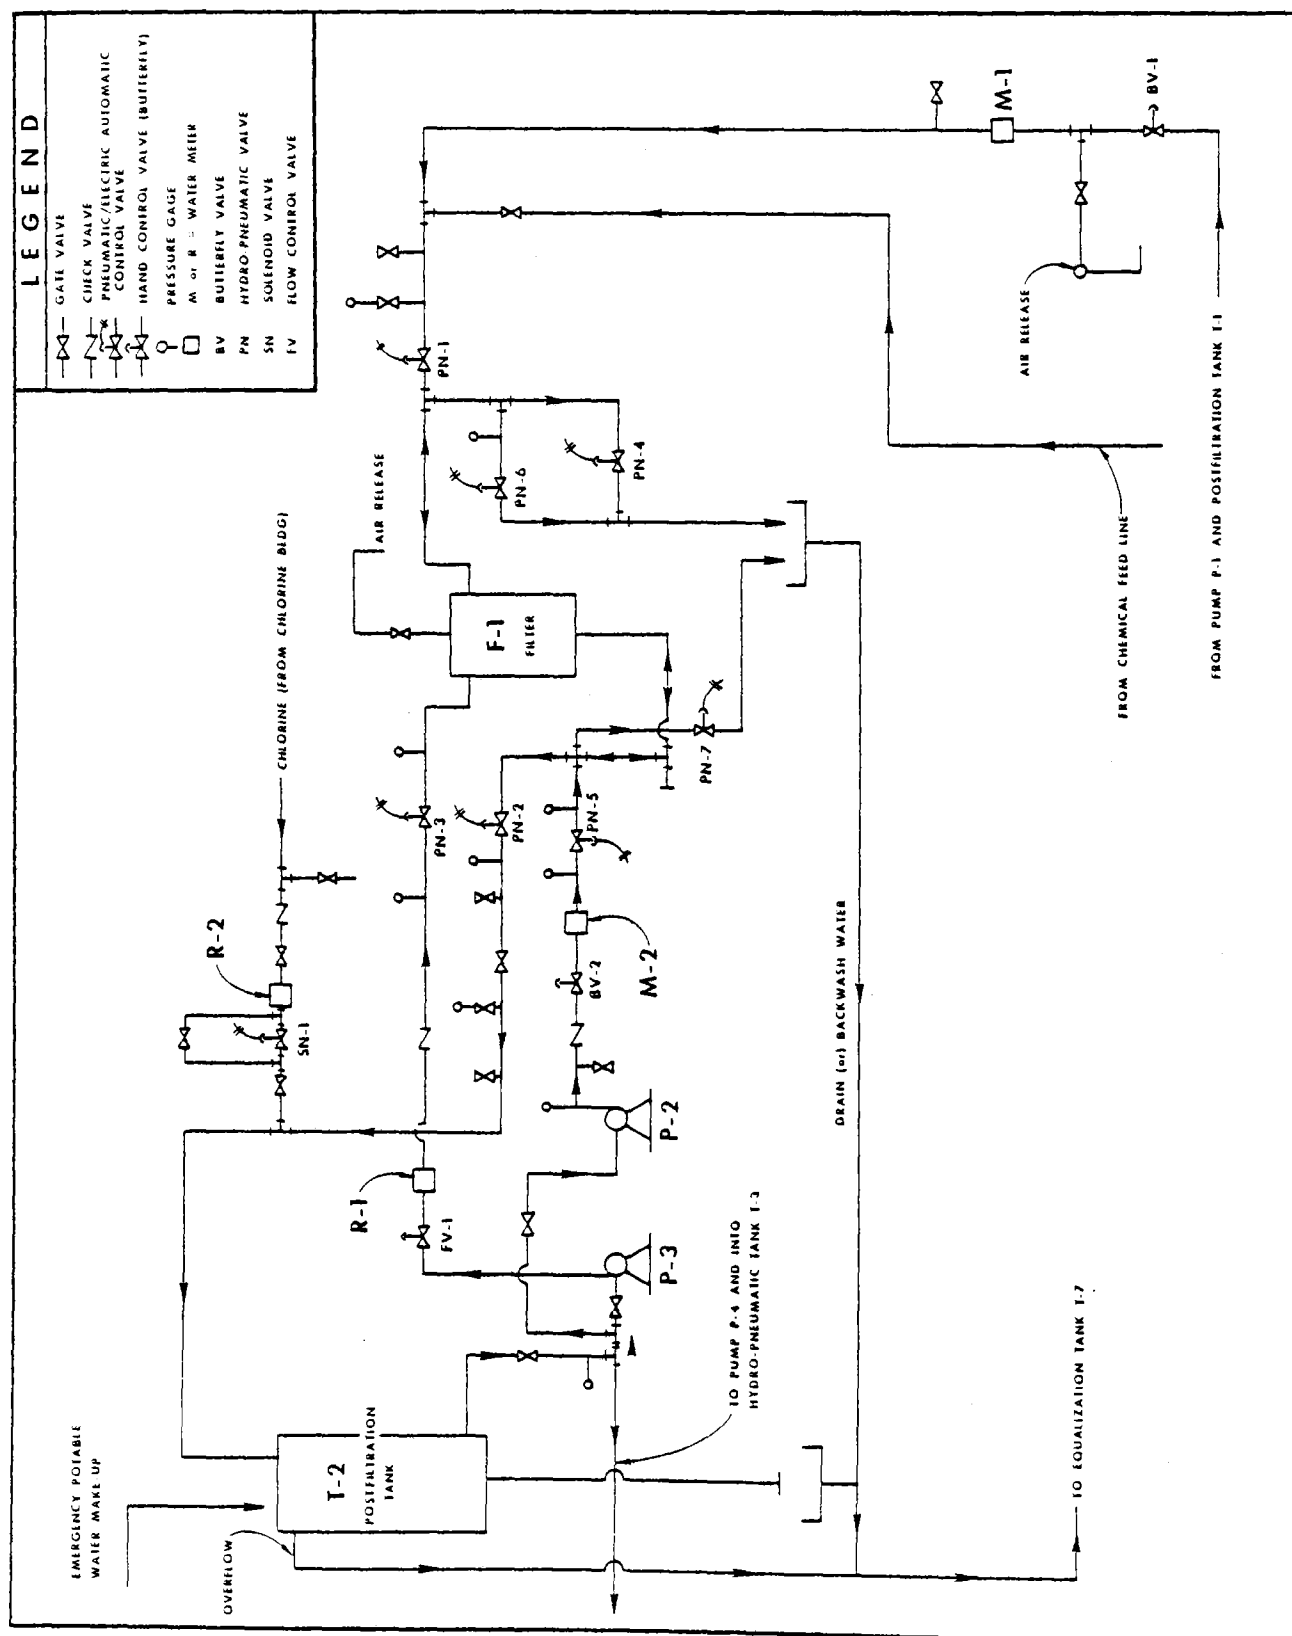 LEGEND
GATE VALVE
CHECK VALVE
PNEUMATIC/ELECTRIC AUTOMATIC
CONTROL VALVE
HAND CONTROL VALVE (BUTTERFLY)
PRESSURE GAGE
M or R = WATER METER
BV BUTTERFLY VALVE
PN HYDRO-PNEUMATIC VALVE
SN SOLENOID VALVE
FV FLOW CONTROL VALVE
EMERGENCY POTABLE
WATER MAKE UP
OVERFLOW
T-2
POSTFILTRATION
TANK
CHLORINE (FROM CHLORINE BLDG)
R-2
SN-1
R-1
FV-1
PN-3
PN-2
PN-5
BV-2
M-2
P-2
P-3
PN-7
F-1
FILTER
AIR RELEASE
PN-1
PN-6
PN-4
M-1
BV-1
AIR RELEASE
FROM CHEMICAL FEED LINE
FROM PUMP P-1 AND POSTFILTRATION TANK T-1
DRAIN (or) BACKWASH WATER
TO PUMP P-4 AND INTO
HYDRO-PNEUMATIC TANK T-3
TO EQUALIZATION TANK T-7